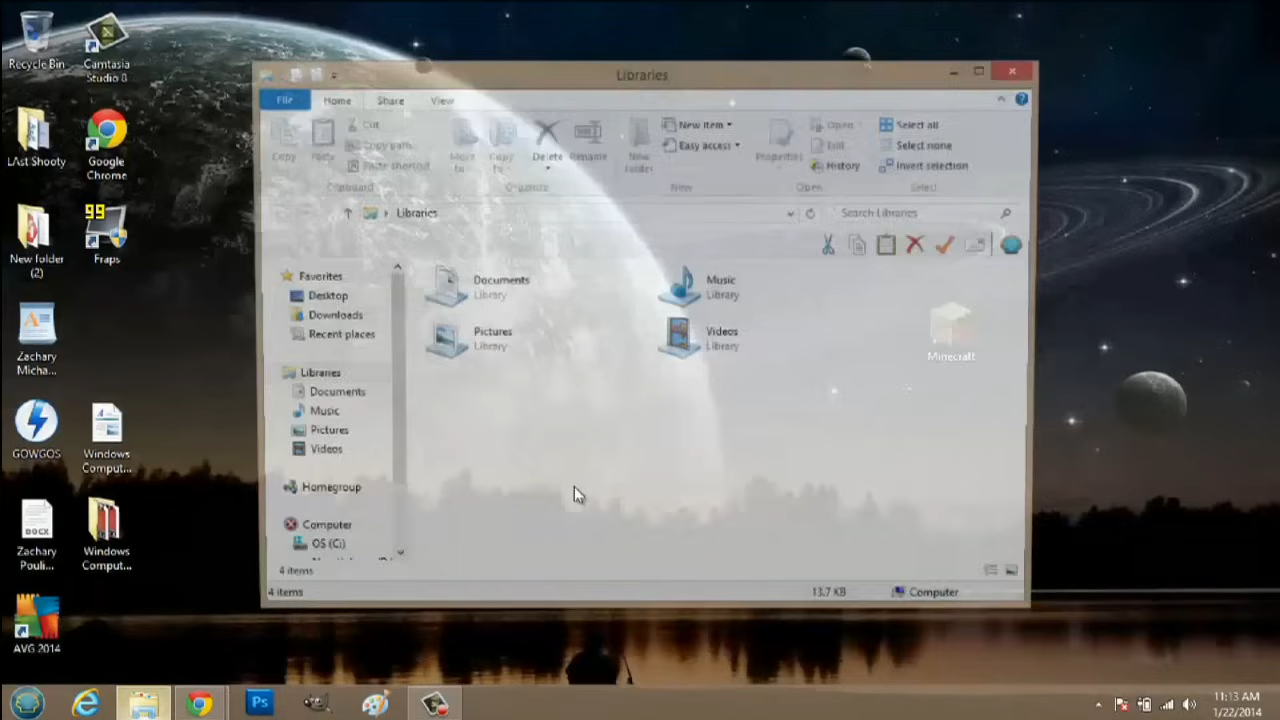 Recycle Bin
Camtasia
Studio 8
LAst Shooty
Google
Chrome
New folder
(2)
99
Fraps
Zachary
Micha...
GOWGOS
Windows
Comput...
DOCX
Zachary
Pouli...
Windows
Comput...
AVG 2014
Libraries
File
Home
Share
View
Copy
Paste
Cut
Copy path
Paste shortcut
Clipboard
Move
to
Copy
to
Delete
Rename
Organize
New
folder
New item
Easy access
New
Properties
Open
Edit
History
Open
Select all
Select none
Invert selection
Select
Libraries
Search Libraries
Favorites
Desktop
Downloads
Recent places
Libraries
Documents
Music
Pictures
Videos
Homegroup
Computer
OS (C:)
Documents
Library
Music
Library
Pictures
Library
Videos
Library
Minecraft
4 items
4 items
13.7 KB
Computer
Ps
11:13 AM
1/22/2014